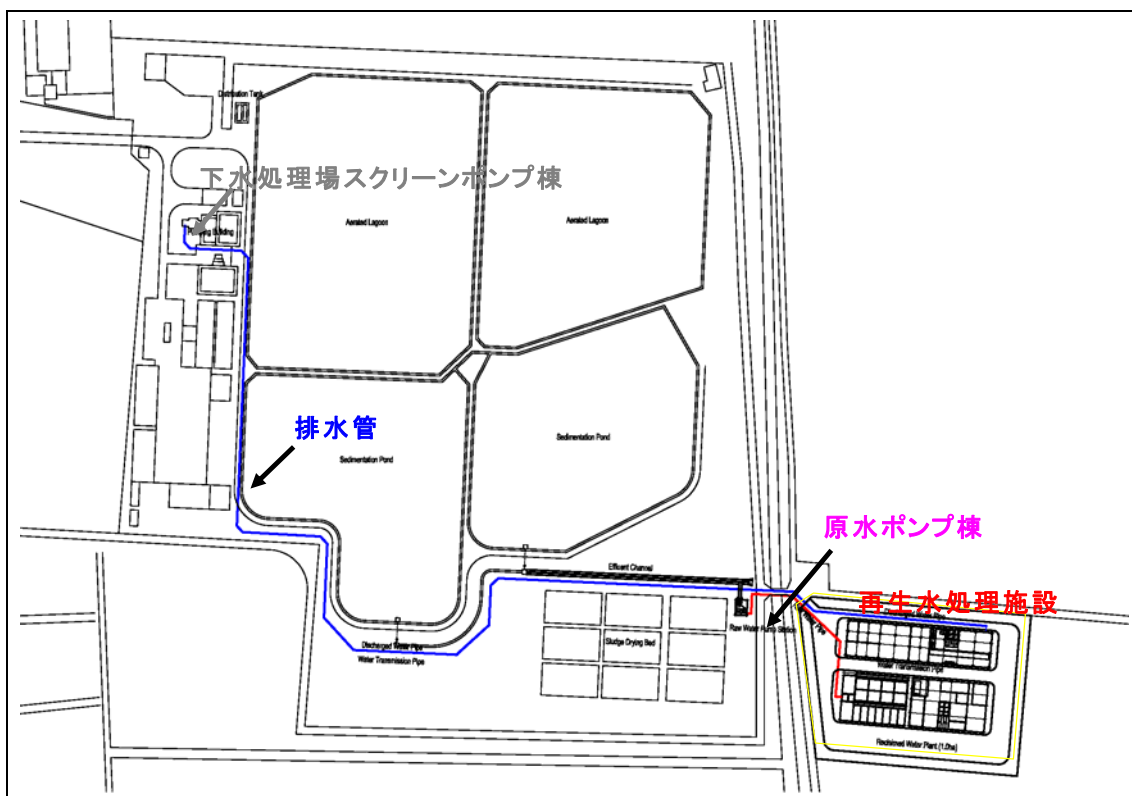 Distribution Tank
下水処理場スクリーンポンプ棟
Aerated Lagoon
Aerated Lagoon
排水管
Sedimentation Pond
Sedimentation Pond
原水ポンプ棟
Effluent Channel
再生水処理施設
Raw Water Pump Station
Sludge Drying Bed
Discharged Water Pipe
Water Transmission Pipe
Water Transmission Pipe
Reclaimed Water Plant (1.0ha)